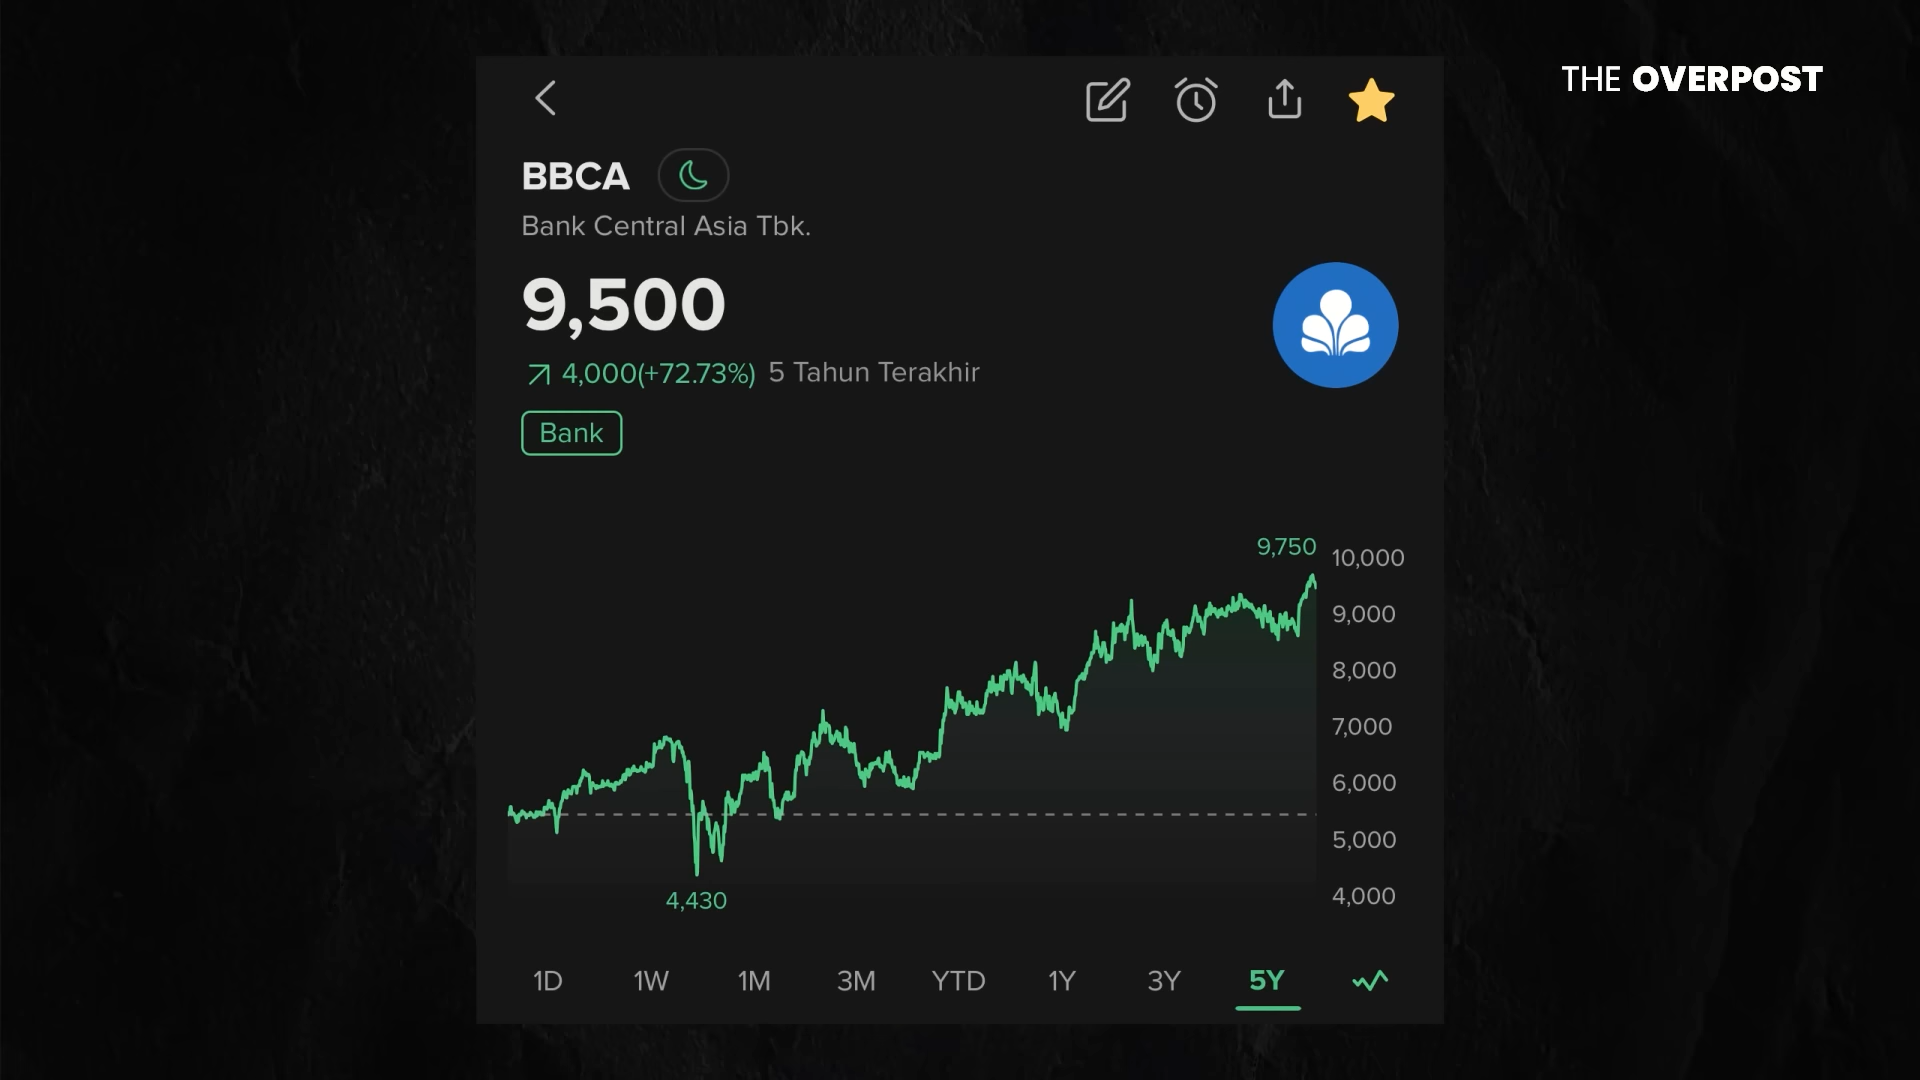 THE OVERPOST
BBCA
Bank Central Asia Tbk.
9,500
4,000(+72.73%) 5 Tahun Terakhir
Bank
9,750
10,000
9,000
8,000
7,000
6,000
5,000
4,430
4,000
1D 1W 1M 3M YTD 1Y 3Y 5Y